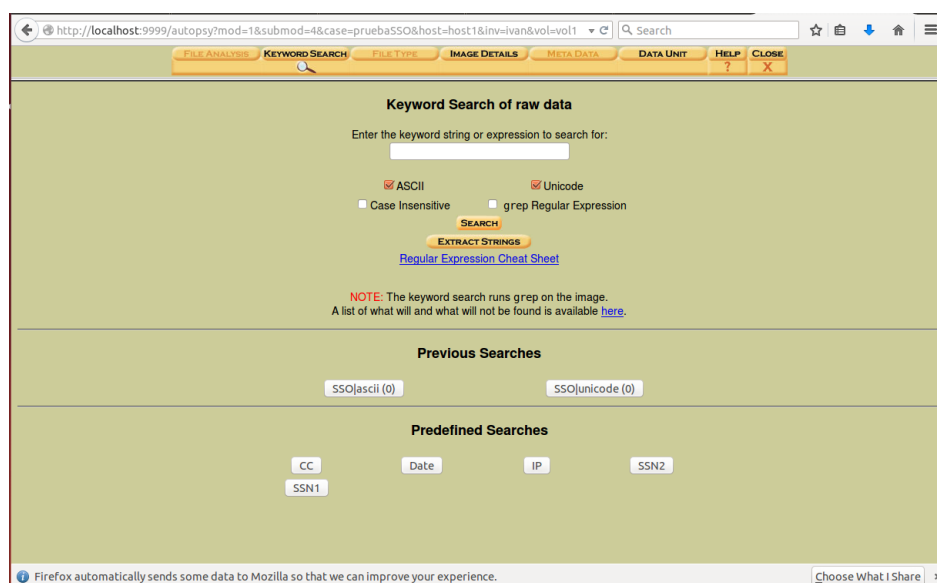 http://localhost:9999/autopsy?mod=1&submod=4&case=pruebaSSO&host=host1&inv=ivan&vol=vol1
Search
FILE ANALYSIS KEYWORD SEARCH FILE TYPE IMAGE DETAILS META DATA DATA UNIT HELP CLOSE
? X
Keyword Search of raw data
Enter the keyword string or expression to search for:
ASCII Unicode
Case Insensitive grep Regular Expression
SEARCH
EXTRACT STRINGS
Regular Expression Cheat Sheet
NOTE: The keyword search runs grep on the image.
A list of what will and what will not be found is available here.
Previous Searches
SSO|ascii (0) SSO|unicode (0)
Predefined Searches
CC Date IP SSN2
SSN1
Firefox automatically sends some data to Mozilla so that we can improve your experience. Choose What I Share